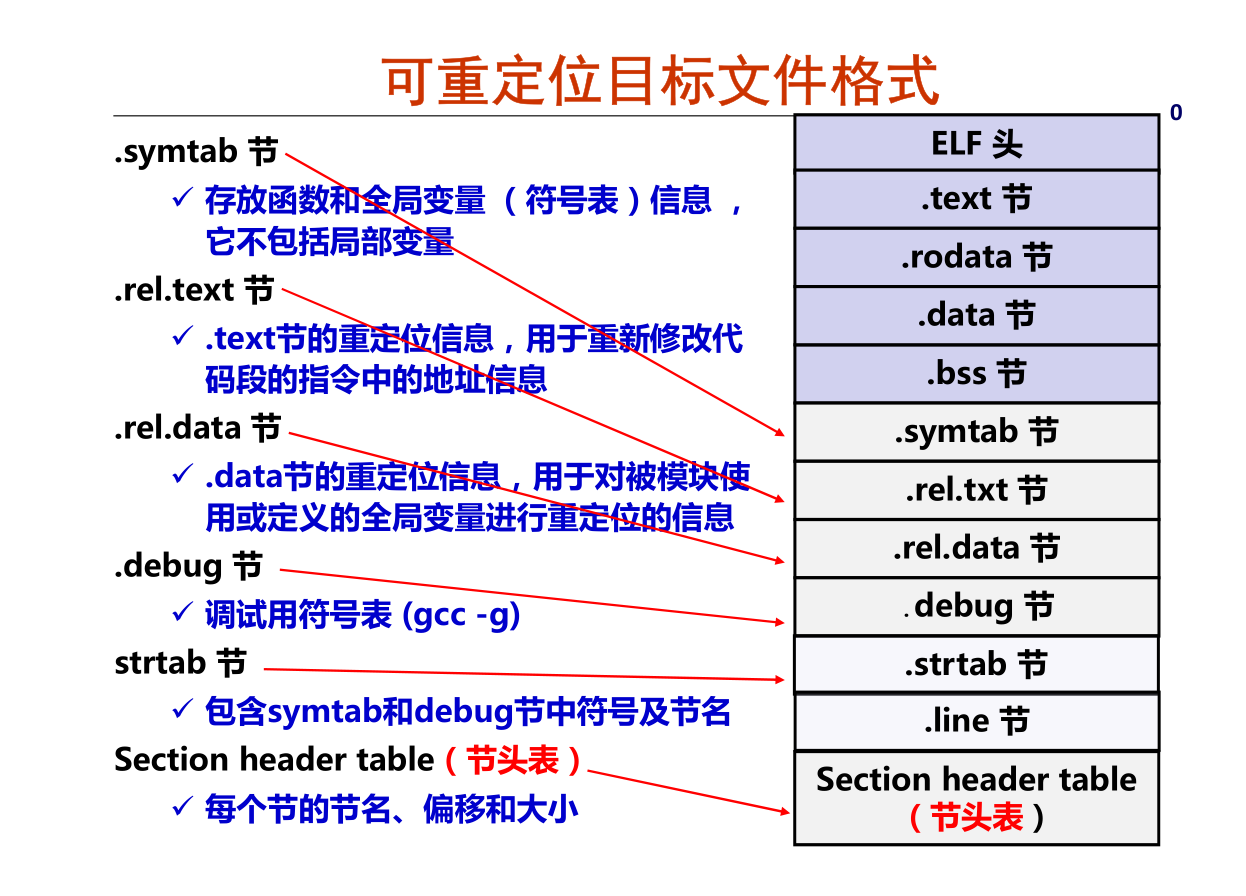 可重定位目标文件格式
0
.symtab 节
✓ 存放函数和全局变量 （符号表）信息 ，
它不包括局部变量
.rel.text 节
✓ .text节的重定位信息，用于重新修改代
码段的指令中的地址信息
.rel.data 节
✓ .data节的重定位信息，用于对被模块使
用或定义的全局变量进行重定位的信息
.debug 节
✓ 调试用符号表 (gcc -g)
strtab 节
✓ 包含symtab和debug节中符号及节名
Section header table（节头表）
✓ 每个节的节名、偏移和大小
ELF 头
.text 节
.rodata 节
.data 节
.bss 节
.symtab 节
.rel.txt 节
.rel.data 节
.debug 节
.strtab 节
.line 节
Section header table
（节头表）